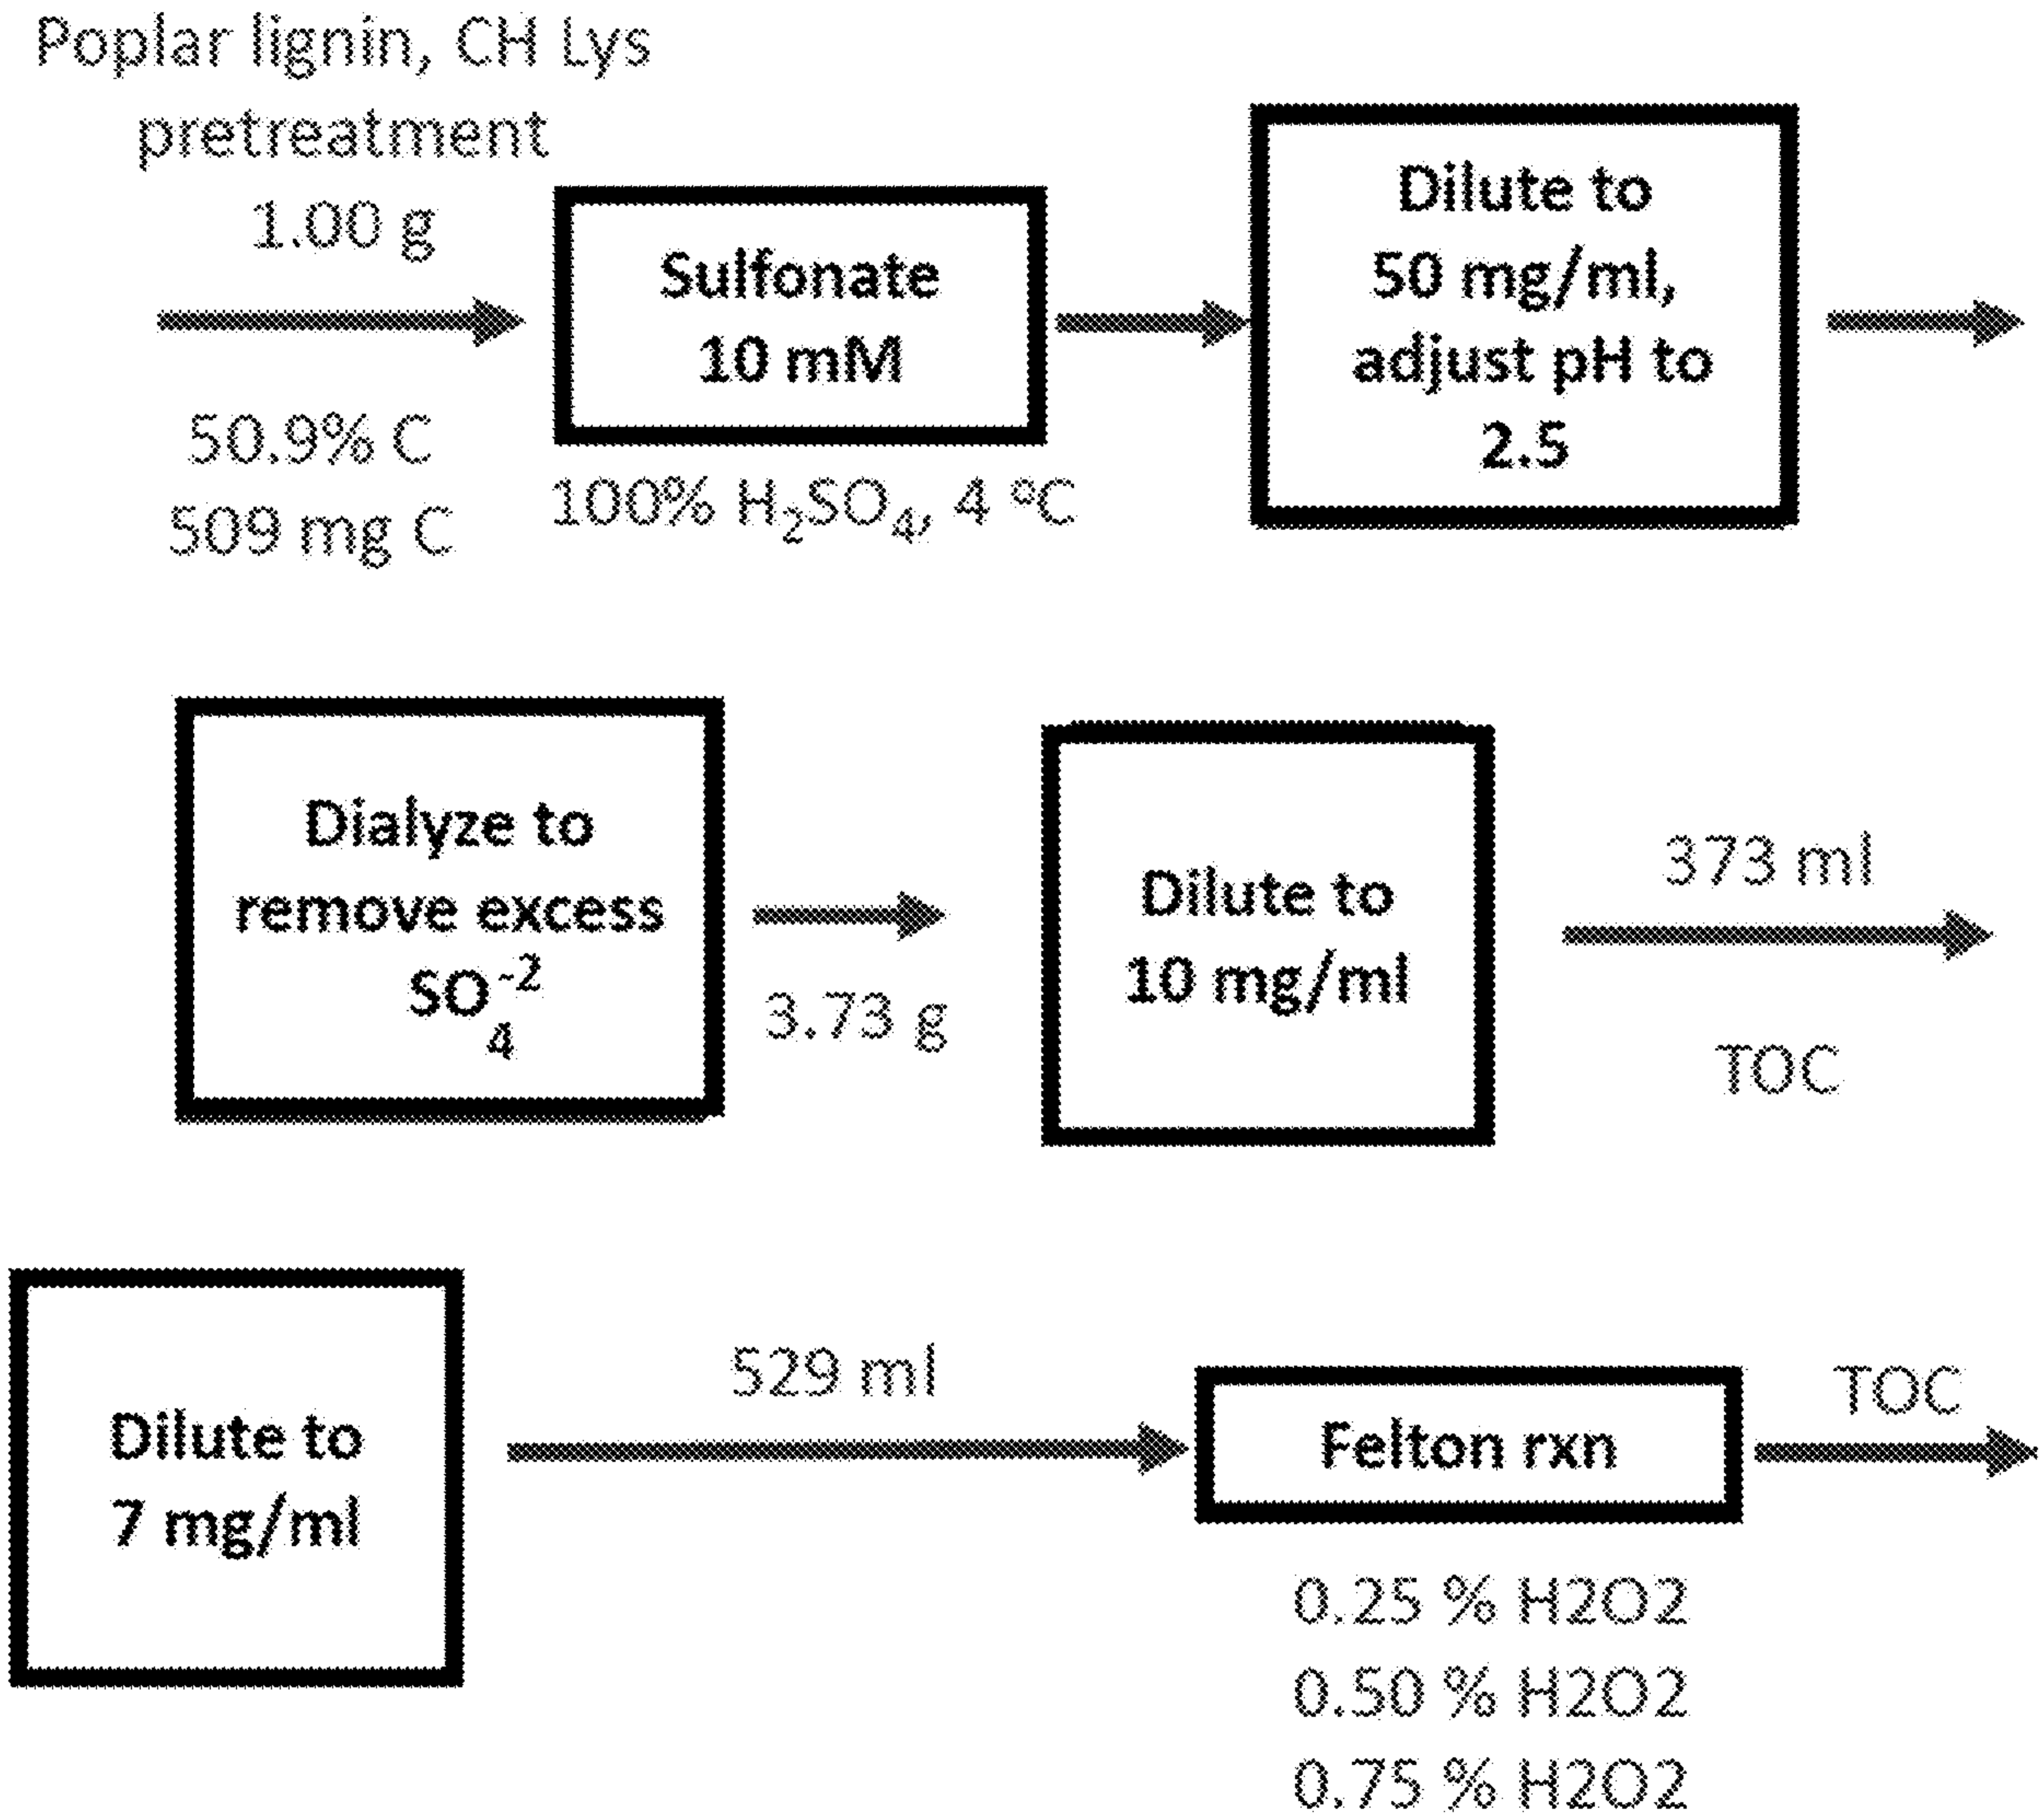 Poplar lignin, CH Lys
pretreatment
1.00 g
50.9% C
509 mg C
Sulfonate
10 mM
100% H₂SO₄, 4 °C
Dilute to
50 mg/ml,
adjust pH to
2.5
Dialyze to
remove excess
SO₄⁻²
3.73 g
Dilute to
10 mg/ml
373 ml
TOC
Dilute to
7 mg/ml
529 ml
Felton rxn
0.25 % H2O2
0.50 % H2O2
0.75 % H2O2
TOC